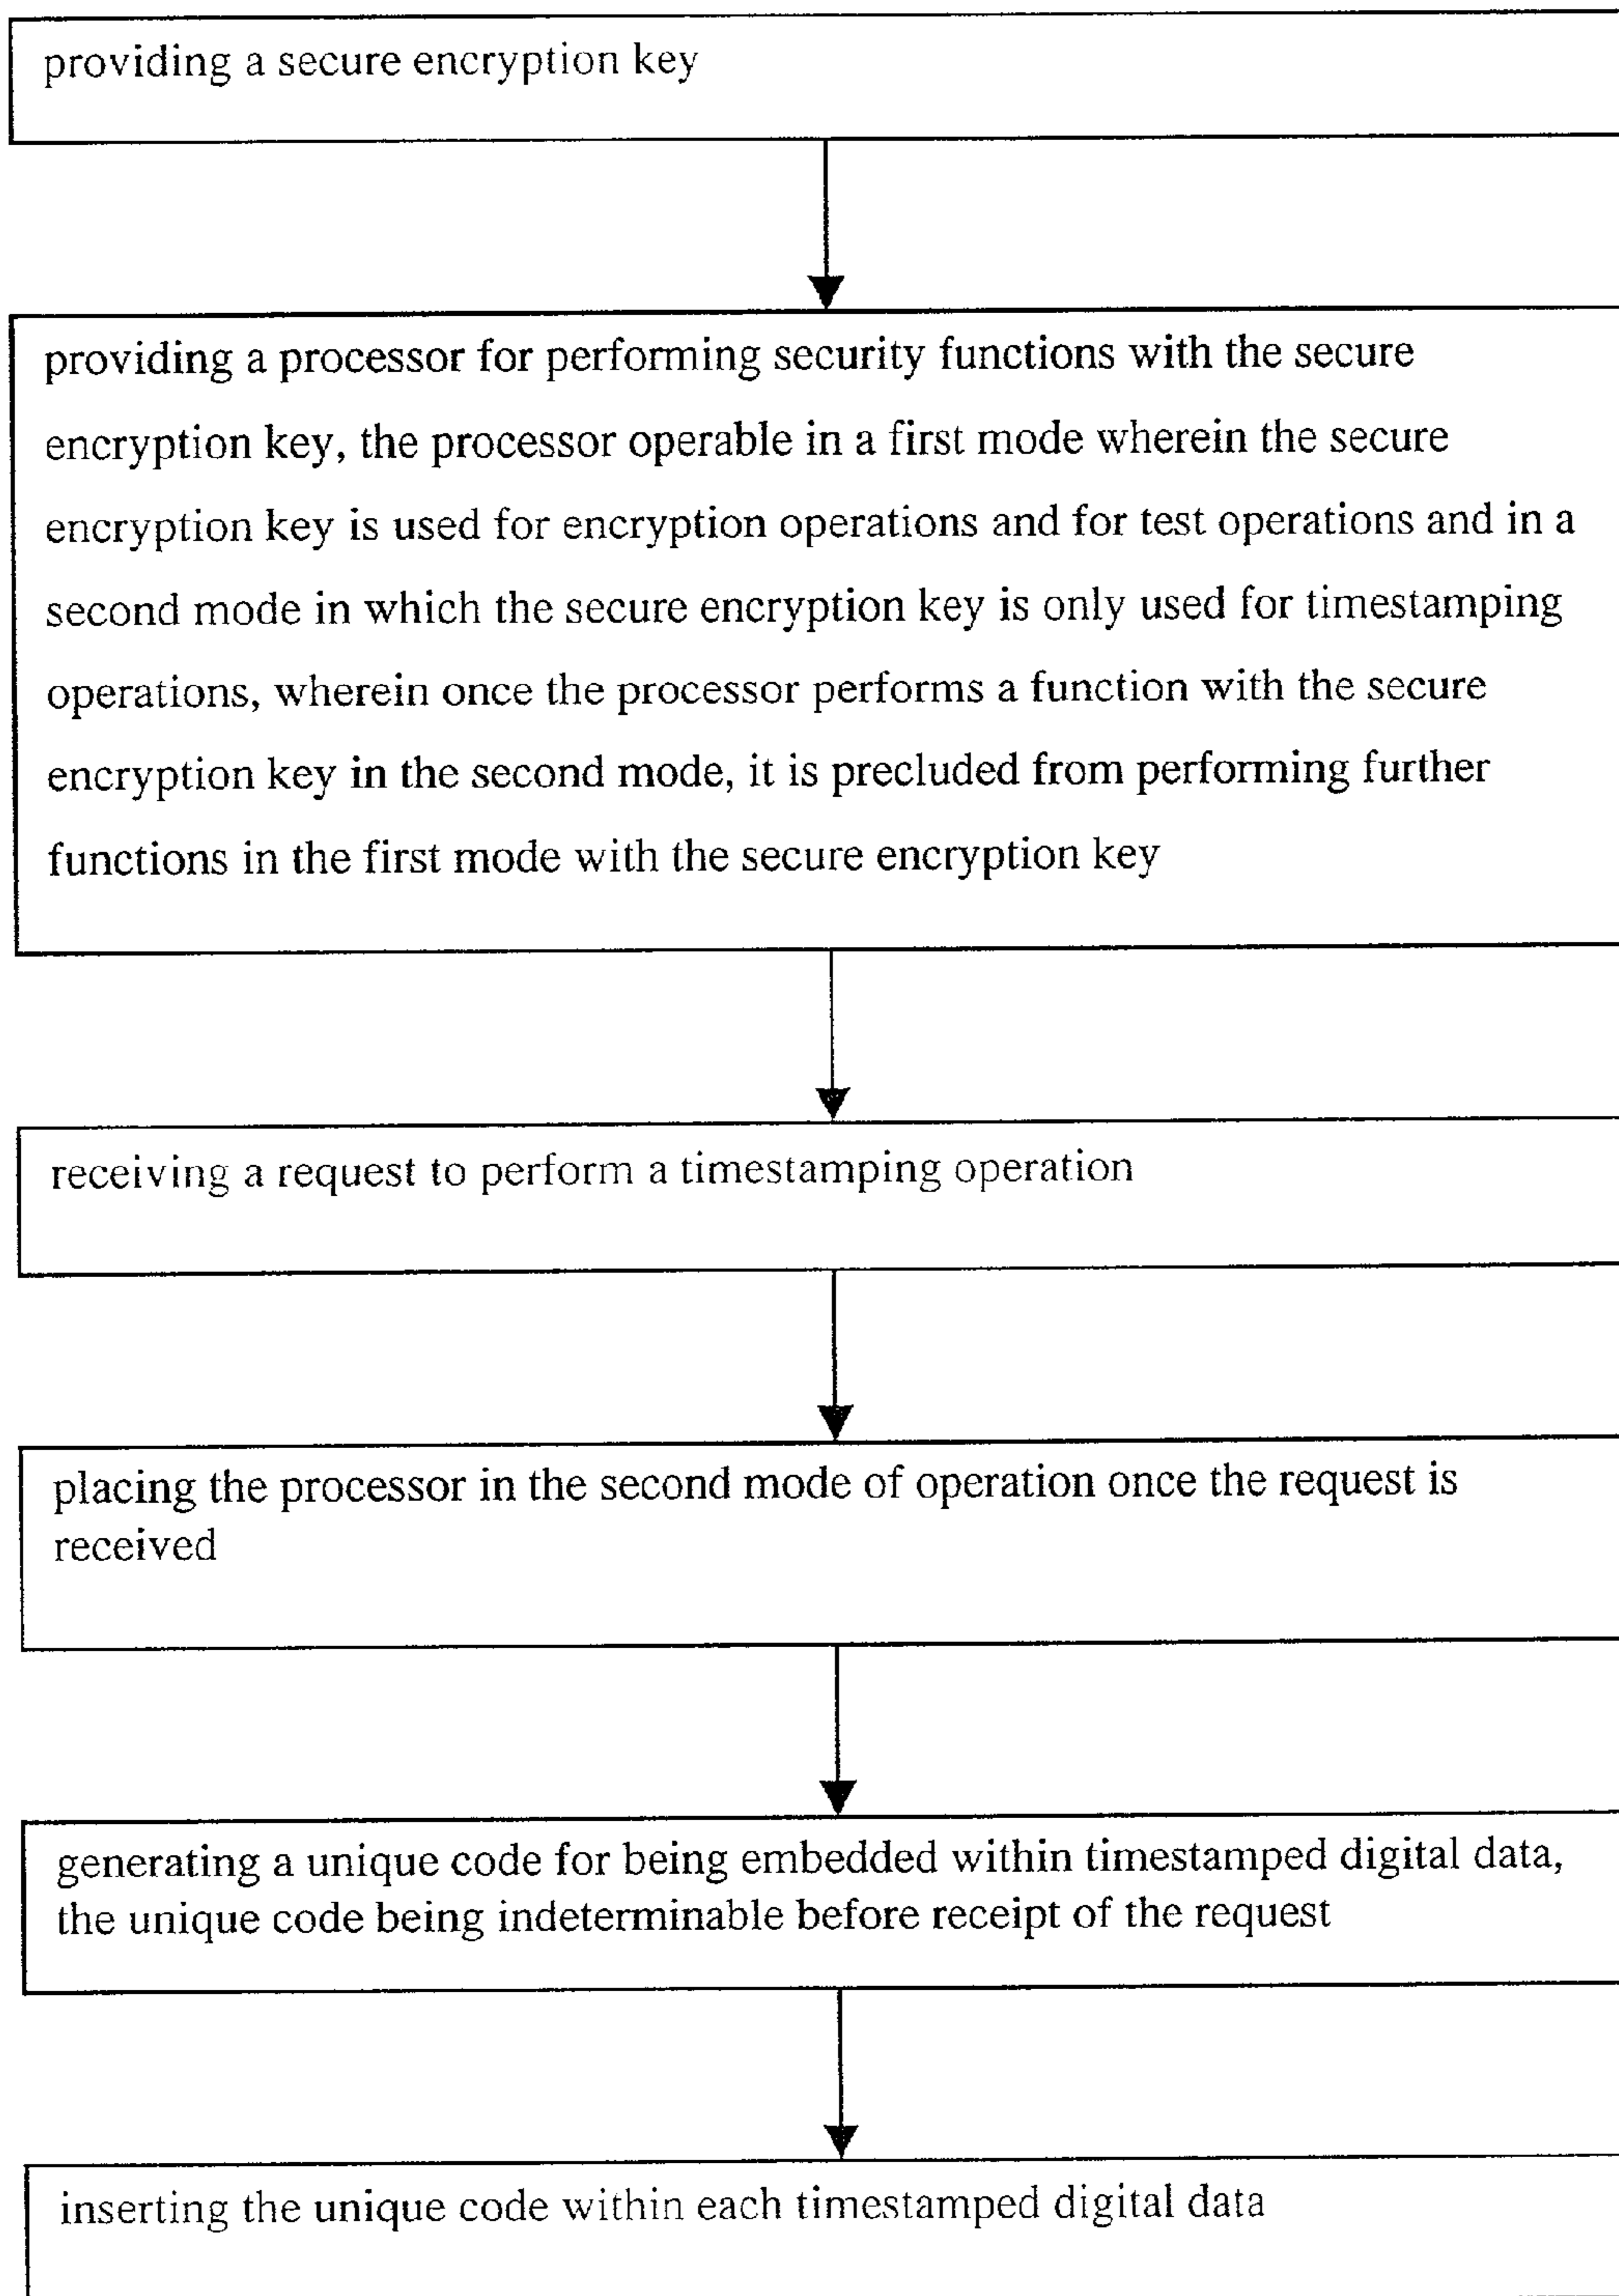 providing a secure encryption key
providing a processor for performing security functions with the secure
encryption key, the processor operable in a first mode wherein the secure
encryption key is used for encryption operations and for test operations and in a
second mode in which the secure encryption key is only used for timestamping
operations, wherein once the processor performs a function with the secure
encryption key in the second mode, it is precluded from performing further
functions in the first mode with the secure encryption key
receiving a request to perform a timestamping operation
placing the processor in the second mode of operation once the request is
received
generating a unique code for being embedded within timestamped digital data,
the unique code being indeterminable before receipt of the request
inserting the unique code within each timestamped digital data